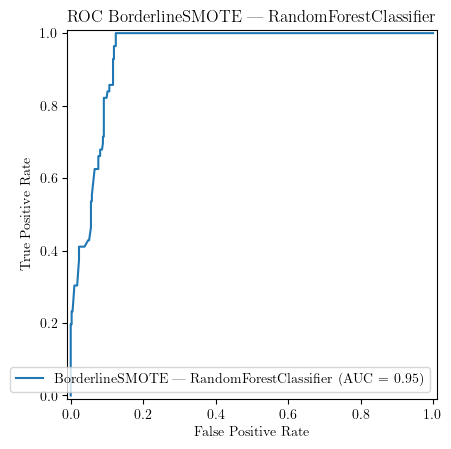 ROC BorderlineSMOTE — RandomForestClassifier
1.0
0.8
0.6
0.4
0.2
0.0
True Positive Rate
BorderlineSMOTE — RandomForestClassifier (AUC = 0.95)
0.0 0.2 0.4 0.6 0.8 1.0
False Positive Rate